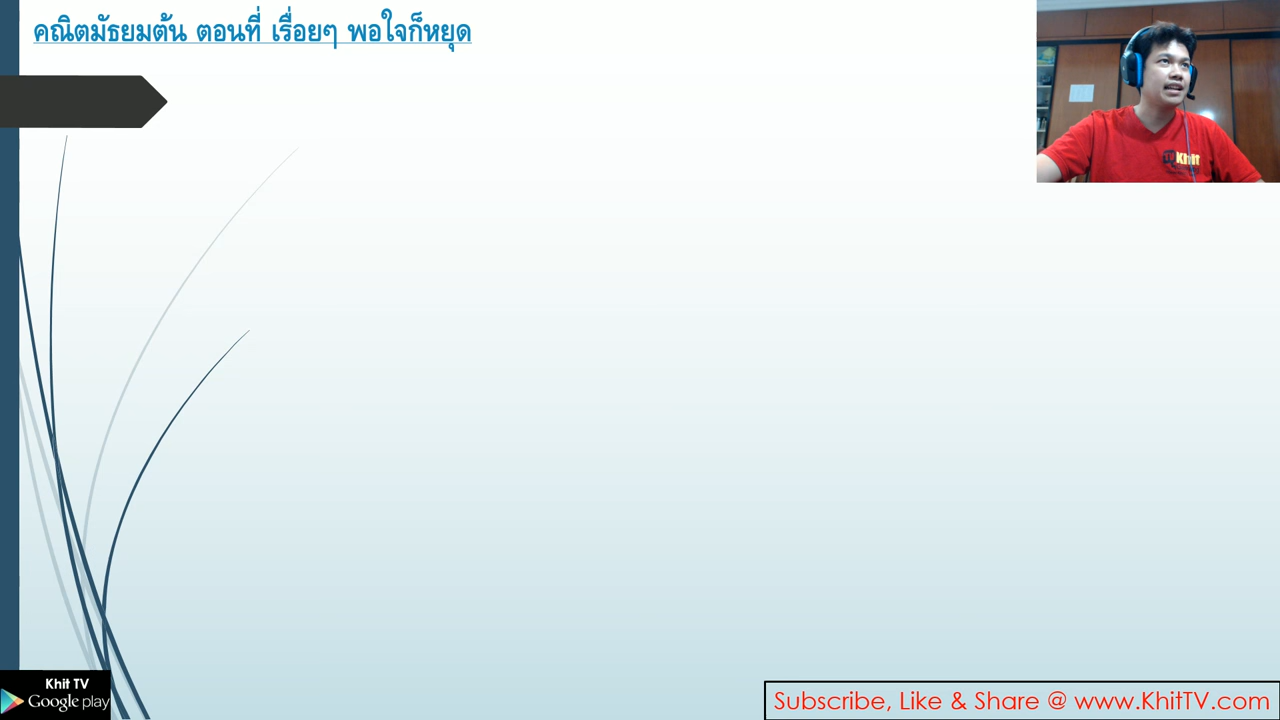 คณิตมัธยมต้น ตอนที่ เรื่อยๆ พอใจก็หยุด
Khit
Khit TV
Google play
Subscribe, Like & Share @ www.KhitTV.com